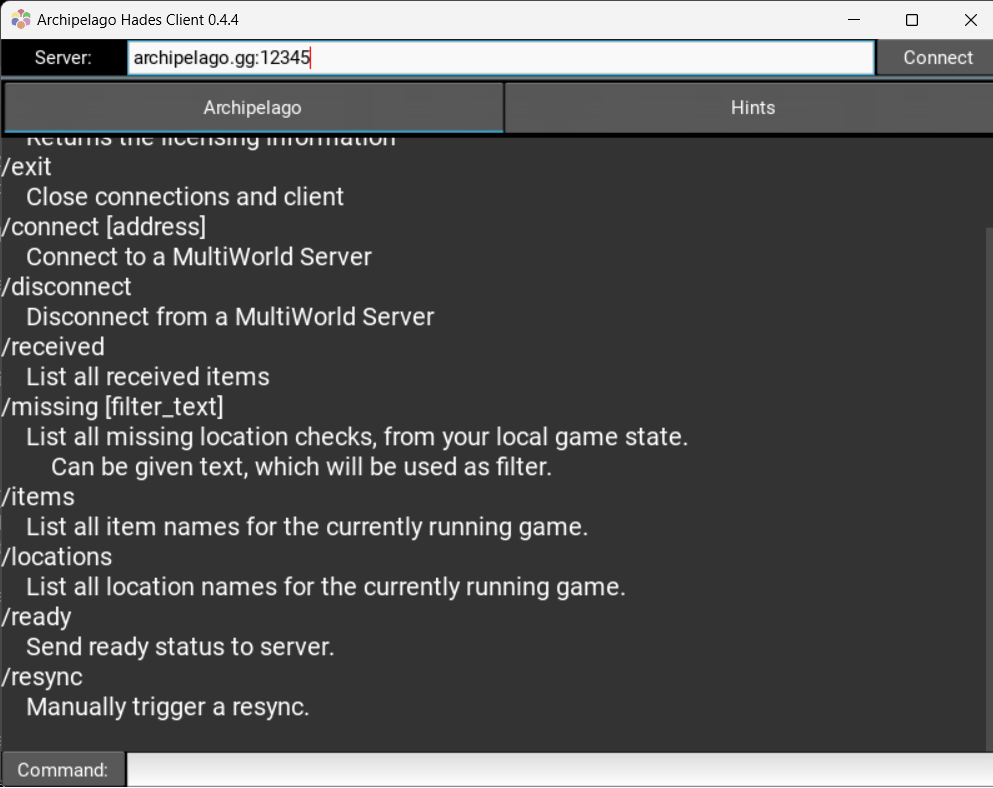 Archipelago Hades Client 0.4.4
Server: archipelago.gg:12345 Connect
Archipelago Hints
Returns the licensing information
/exit
Close connections and client
/connect [address]
Connect to a MultiWorld Server
/disconnect
Disconnect from a MultiWorld Server
/received
List all received items
/missing [filter_text]
List all missing location checks, from your local game state.
Can be given text, which will be used as filter.
/items
List all item names for the currently running game.
/locations
List all location names for the currently running game.
/ready
Send ready status to server.
/resync
Manually trigger a resync.
Command: